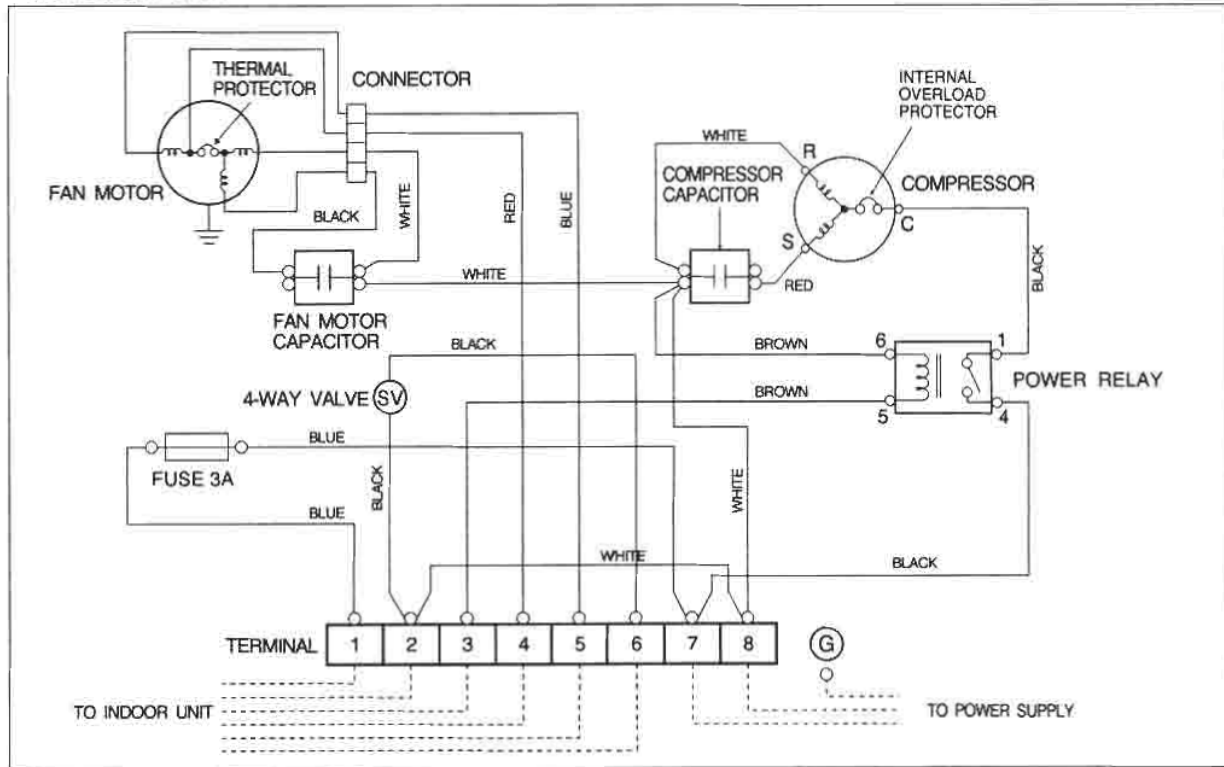 THERMAL
PROTECTOR
CONNECTOR
FAN MOTOR
BLACK
WHITE
RED
BLUE
FAN MOTOR
CAPACITOR
WHITE
INTERNAL
OVERLOAD
PROTECTOR
WHITE
R
COMPRESSOR
CAPACITOR
COMPRESSOR
C
S
RED
BLACK
BROWN
6
1
POWER RELAY
BROWN
5
4
BLACK
4-WAY VALVE
SV
FUSE 3A
BLUE
BLACK
WHITE
BLUE
WHITE
BLACK
TERMINAL
1 2 3 4 5 6 7 8
G
TO INDOOR UNIT
TO POWER SUPPLY